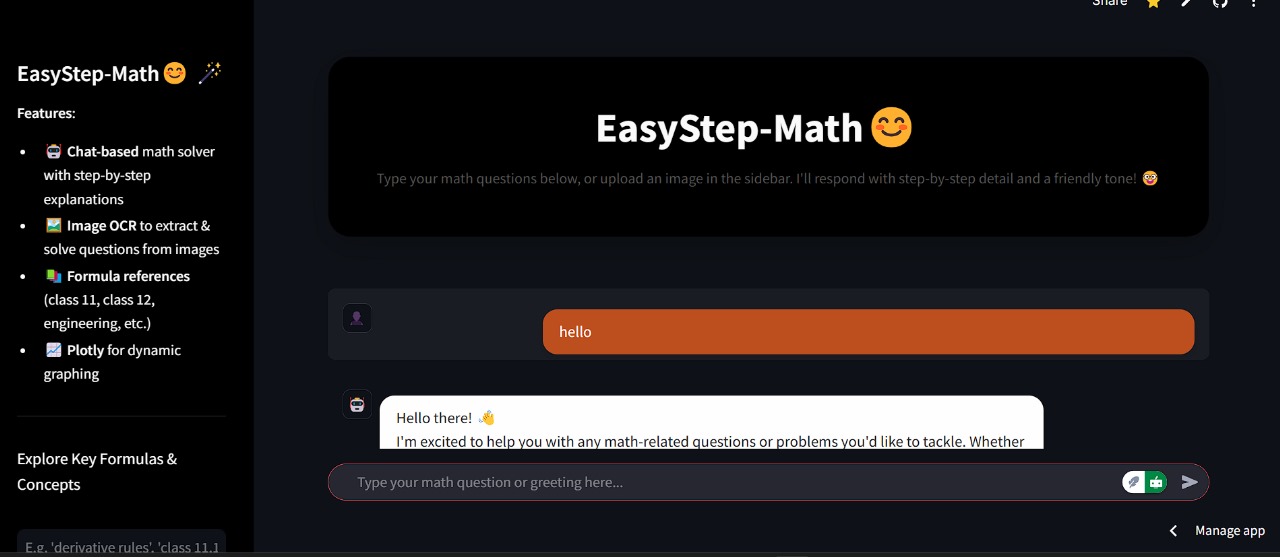 Share
EasyStep-Math
Features:
Chat-based math solver
with step-by-step
explanations
Image OCR to extract &
solve questions from images
Formula references
(class 11, class 12,
engineering, etc.)
Plotly for dynamic
graphing
Explore Key Formulas &
Concepts
E.g. 'derivative rules', 'class 11.1
EasyStep-Math
Type your math questions below, or upload an image in the sidebar. I'll respond with step-by-step detail and a friendly tone!
hello
Hello there!
I'm excited to help you with any math-related questions or problems you'd like to tackle. Whether
Type your math question or greeting here...
Manage app